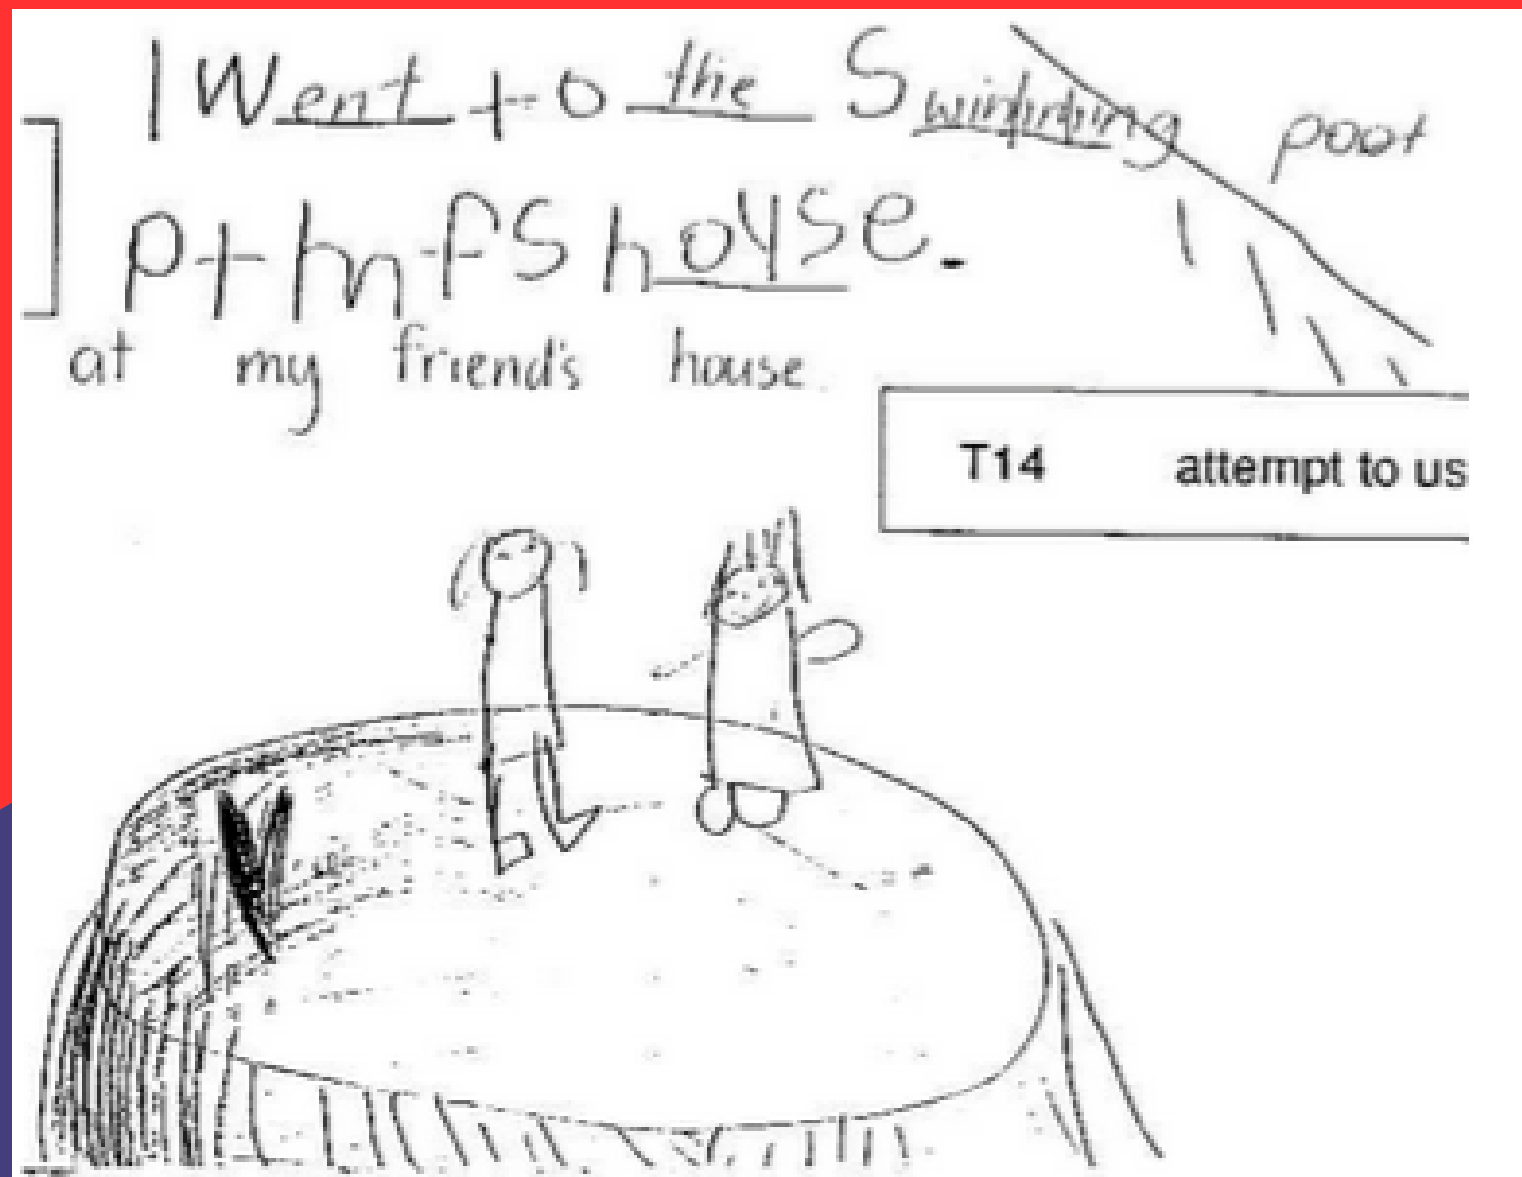 I Went to the Swimming pool
P t h n f s house.
at my friend's house.
T14 attempt to us